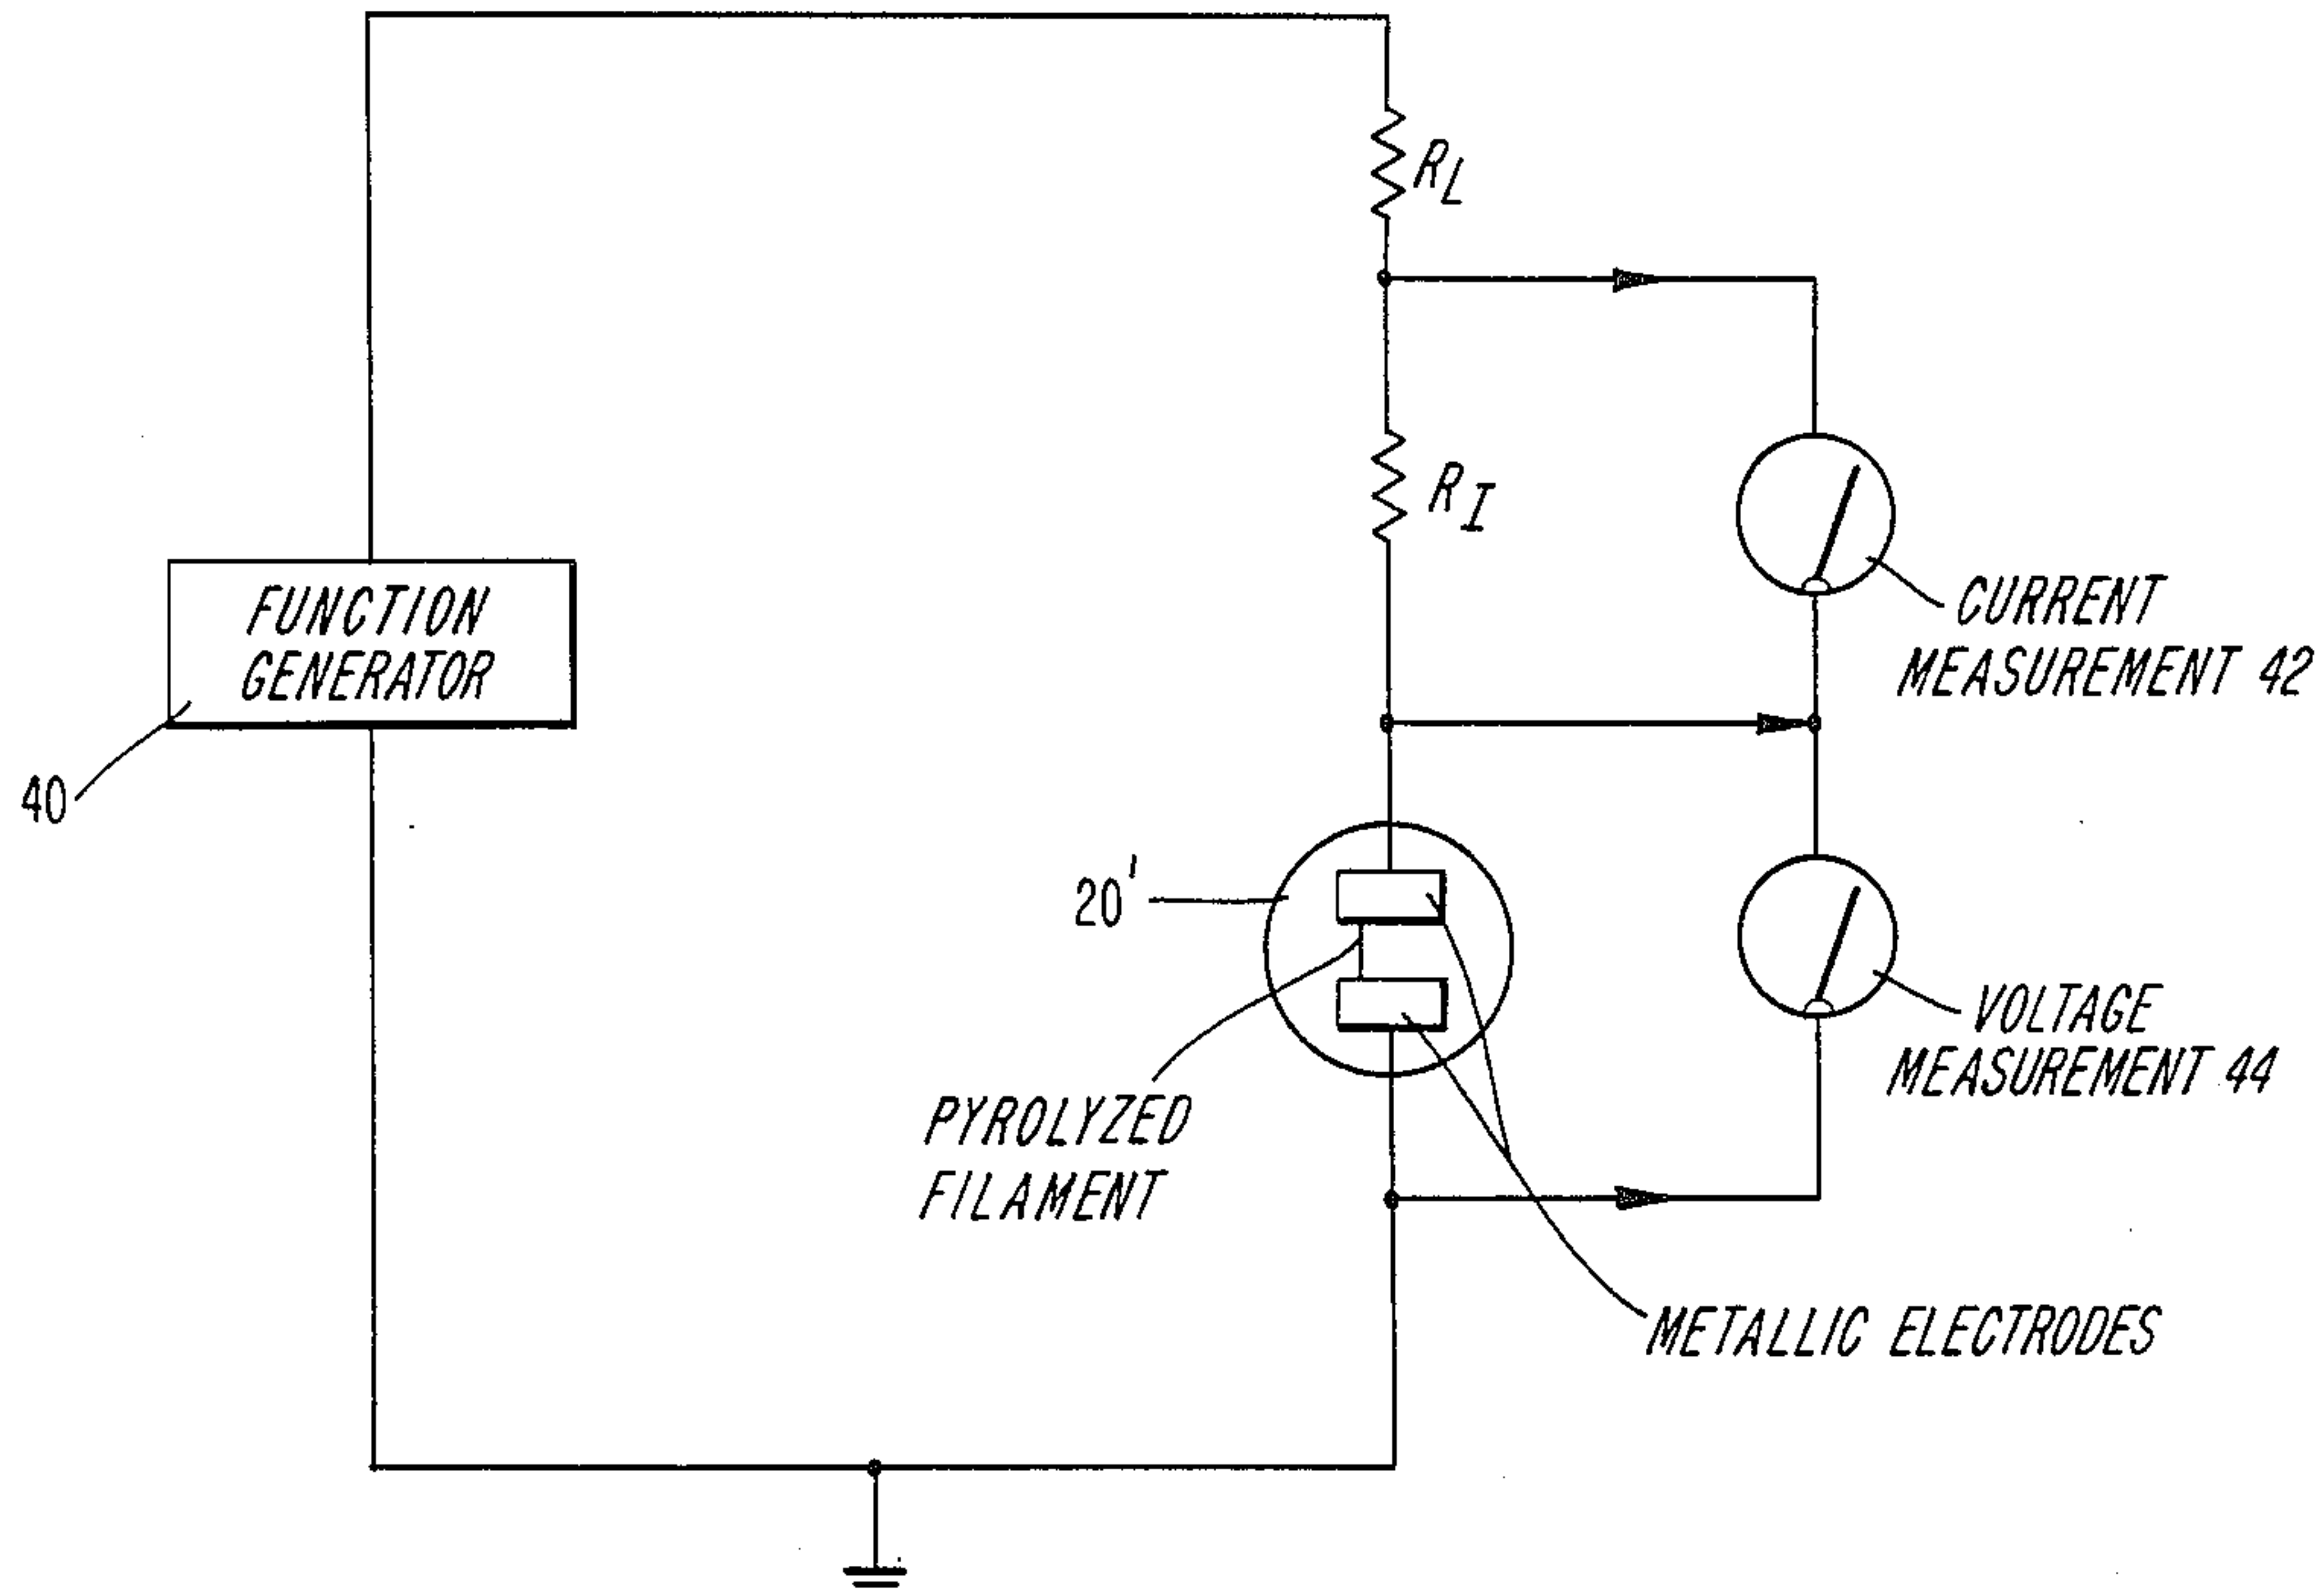 R_L
R_I
FUNCTION
GENERATOR
CURRENT
MEASUREMENT 42
40
20'
VOLTAGE
MEASUREMENT 44
PYROLYZED
FILAMENT
METALLIC ELECTRODES